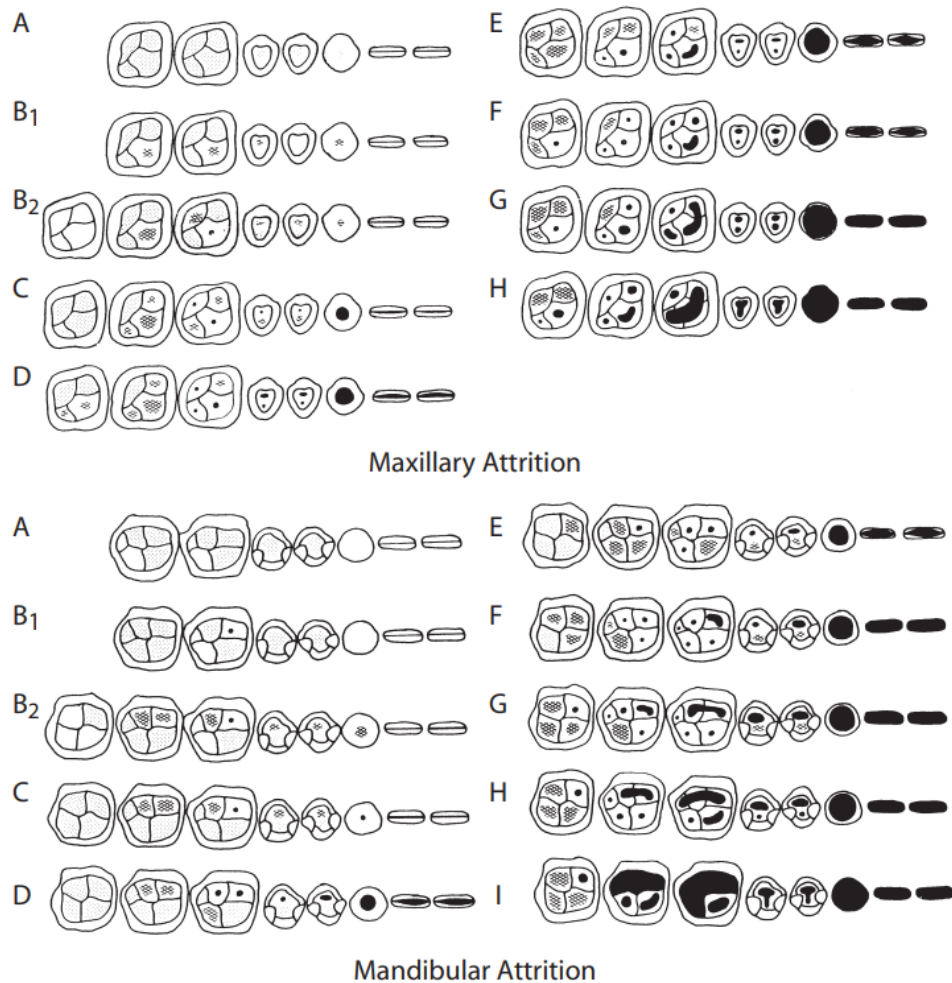 A
B1
B2
C
D
E
F
G
H
Maxillary Attrition
A
B1
B2
C
D
E
F
G
H
I
Mandibular Attrition